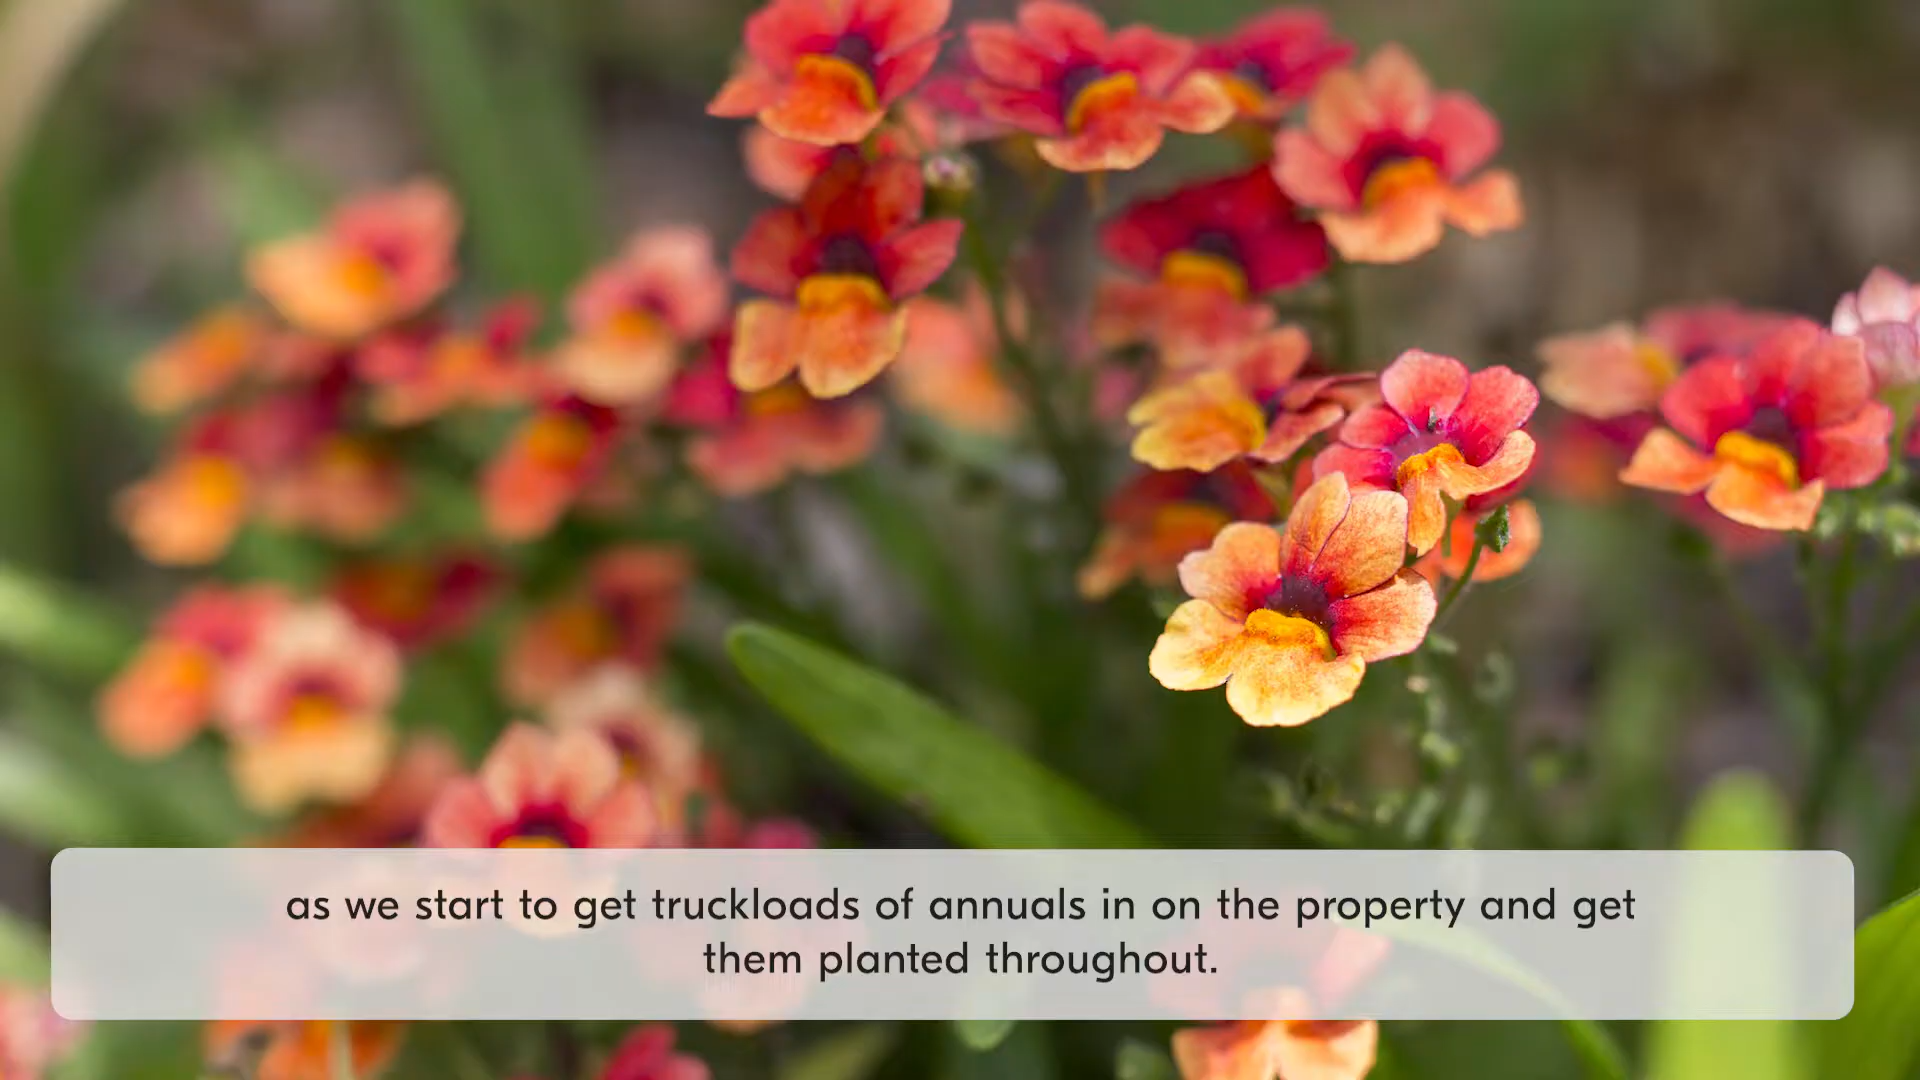 as we start to get truckloads of annuals in on the property and get
them planted throughout.